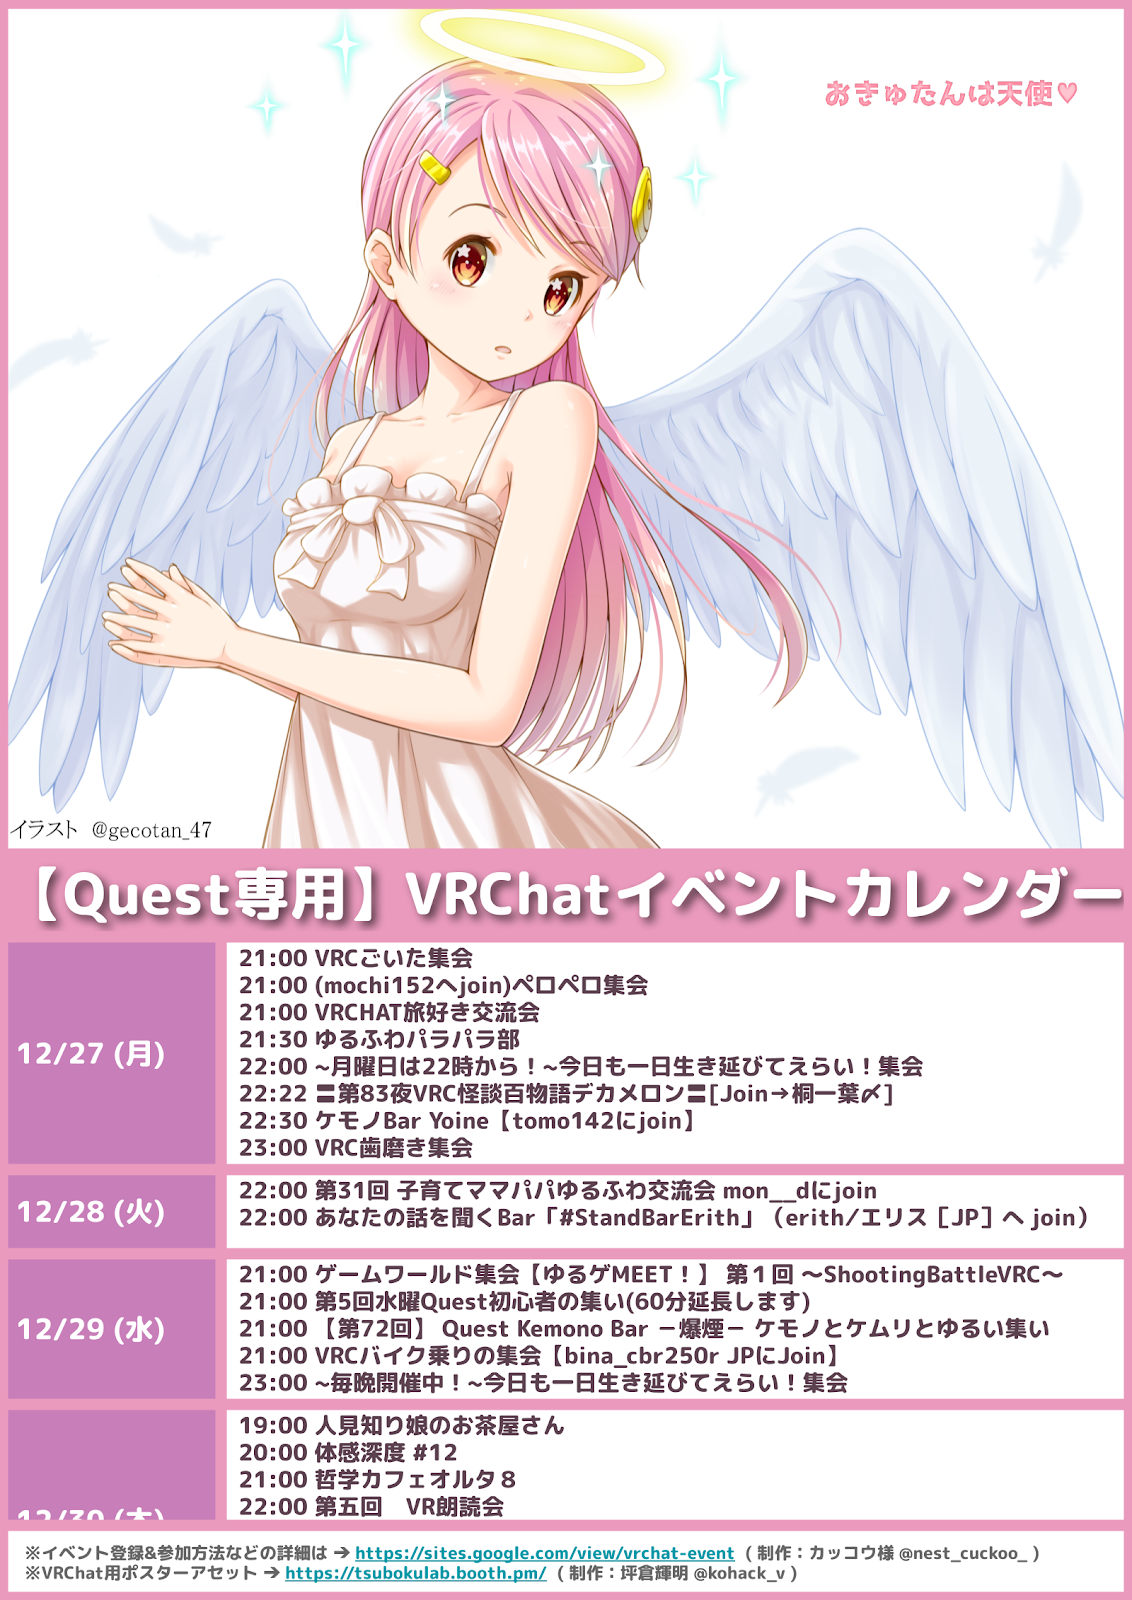 おきゅたんは天使♥
イラスト @gecotan_47
【Quest専用】VRChatイベントカレンダー
12/27 (月)
21:00 VRCごいた集会
21:00 (mochi152へjoin)ペロペロ集会
21:00 VRCHAT旅好き交流会
21:30 ゆるふわパラパラ部
22:00 ~月曜日は22時から！~今日も一日生き延びてえらい！集会
22:22 〓第83夜VRC怪談百物語デカメロン〓[Join→桐一葉〆]
22:30 ケモノBar Yoine【tomo142にjoin】
23:00 VRC歯磨き集会
12/28 (火)
22:00 第31回 子育てママパパゆるふわ交流会 mon__dにjoin
22:00 あなたの話を聞くBar「#StandBarErith」（erith/エリス［JP］へ join）
12/29 (水)
21:00 ゲームワールド集会【ゆるゲMEET！】 第１回 〜ShootingBattleVRC〜
21:00 第5回水曜Quest初心者の集い(60分延長します)
21:00 【第72回】 Quest Kemono Bar －爆煙－ ケモノとケムリとゆるい集い
21:00 VRCバイク乗りの集会【bina_cbr250r JPにJoin】
23:00 ~毎晩開催中！~今日も一日生き延びてえらい！集会
12/30 (木)
19:00 人見知り娘のお茶屋さん
20:00 体感深度 #12
21:00 哲学カフェオルタ８
22:00 第五回　VR朗読会
※イベント登録&参加方法などの詳細は ➔ https://sites.google.com/view/vrchat-event ( 制作：カッコウ様 @nest_cuckoo_ )
※VRChat用ポスターアセット ➔ https://tsubokulab.booth.pm/ ( 制作：坪倉輝明 @kohack_v )